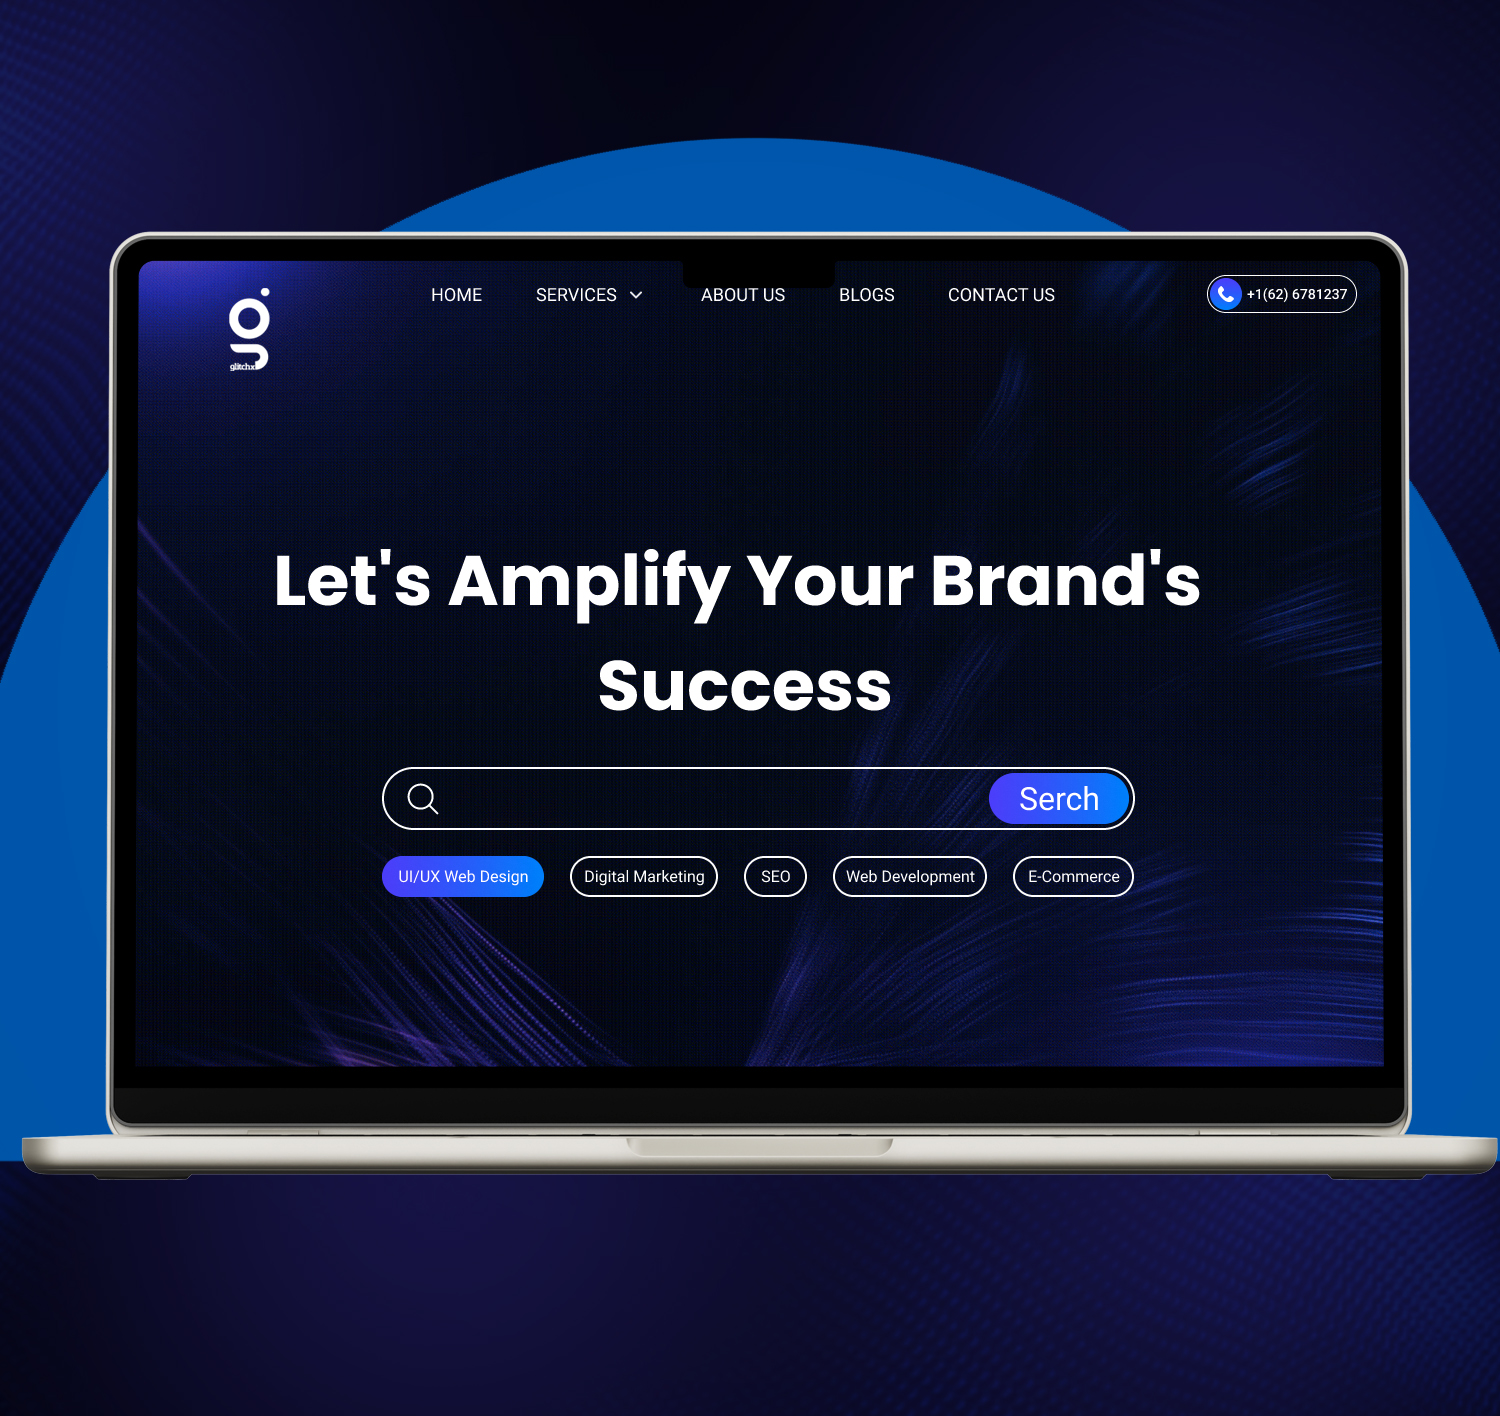 HOME SERVICES ABOUT US BLOGS CONTACT US +1(62) 6781237
glitchx
Let's Amplify Your Brand's
Success
Serch
UI/UX Web Design Digital Marketing SEO Web Development E-Commerce